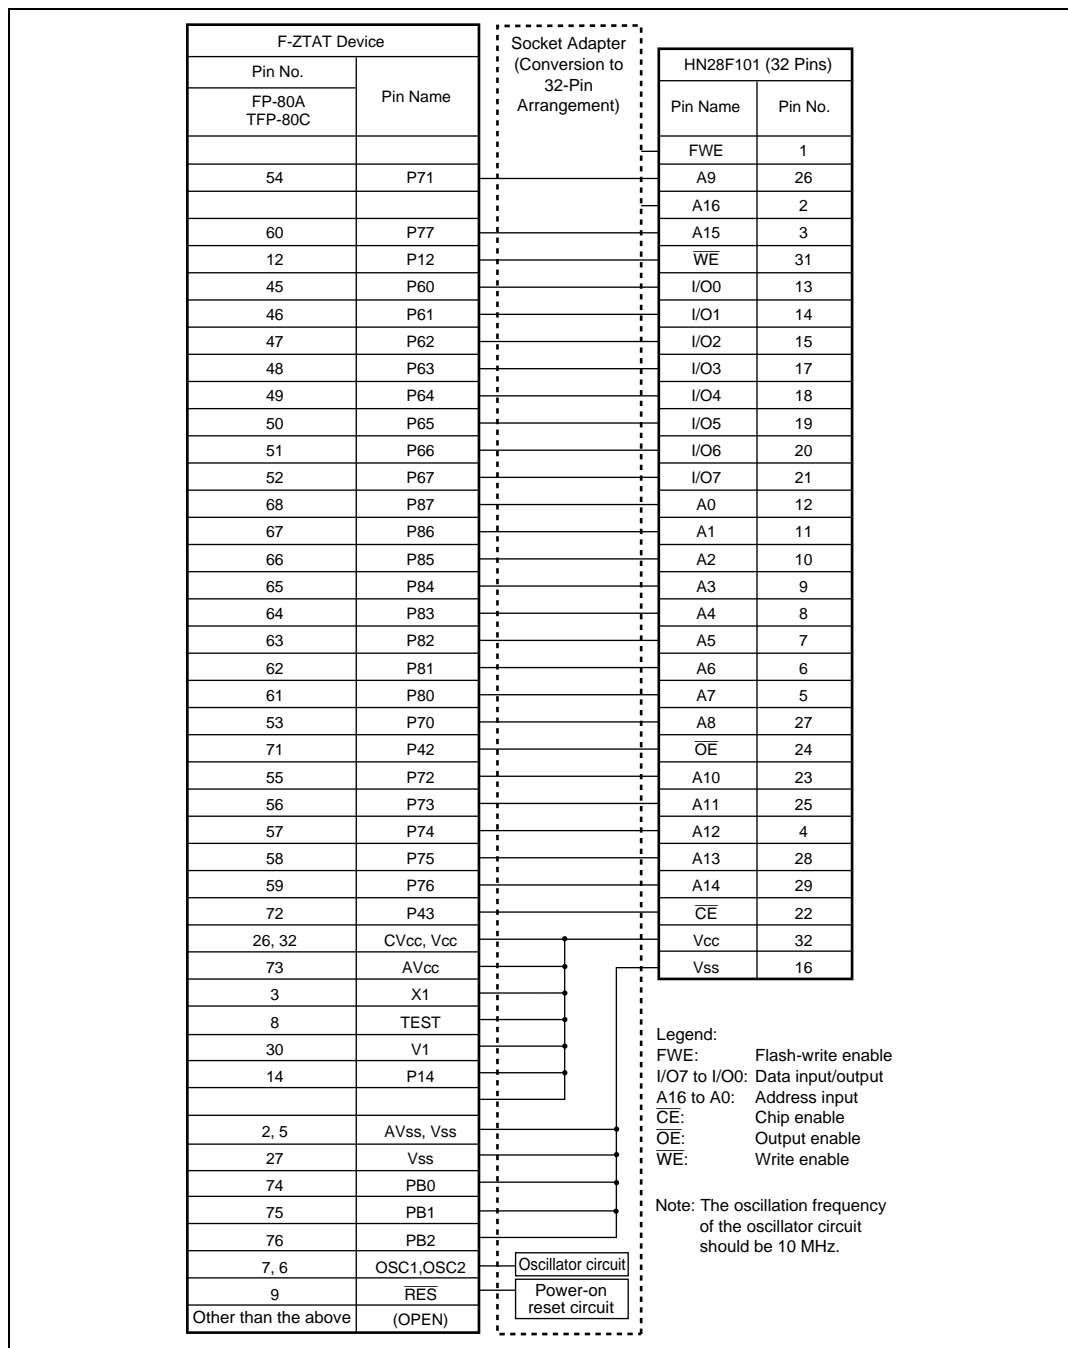 F-ZTAT Device
Pin No.
Pin Name
FP-80A
TFP-80C
Socket Adapter
(Conversion to
32-Pin
Arrangement)
HN28F101 (32 Pins)
Pin Name Pin No.
FWE 1
54 P71 A9 26
A16 2
60 P77 A15 3
12 P12 WE 31
45 P60 I/O0 13
46 P61 I/O1 14
47 P62 I/O2 15
48 P63 I/O3 17
49 P64 I/O4 18
50 P65 I/O5 19
51 P66 I/O6 20
52 P67 I/O7 21
68 P87 A0 12
67 P86 A1 11
66 P85 A2 10
65 P84 A3 9
64 P83 A4 8
63 P82 A5 7
62 P81 A6 6
61 P80 A7 5
53 P70 A8 27
71 P42 OE 24
55 P72 A10 23
56 P73 A11 25
57 P74 A12 4
58 P75 A13 28
59 P76 A14 29
72 P43 CE 22
26, 32 CVcc, Vcc Vcc 32
73 AVcc Vss 16
3 X1
8 TEST
30 V1
14 P14
2, 5 AVss, Vss
27 Vss
74 PB0
75 PB1
76 PB2
7, 6 OSC1,OSC2 Oscillator circuit
9 RES Power-on
reset circuit
Other than the above (OPEN)
Legend:
FWE: Flash-write enable
I/O7 to I/O0: Data input/output
A16 to A0: Address input
CE: Chip enable
OE: Output enable
WE: Write enable
Note: The oscillation frequency
of the oscillator circuit
should be 10 MHz.